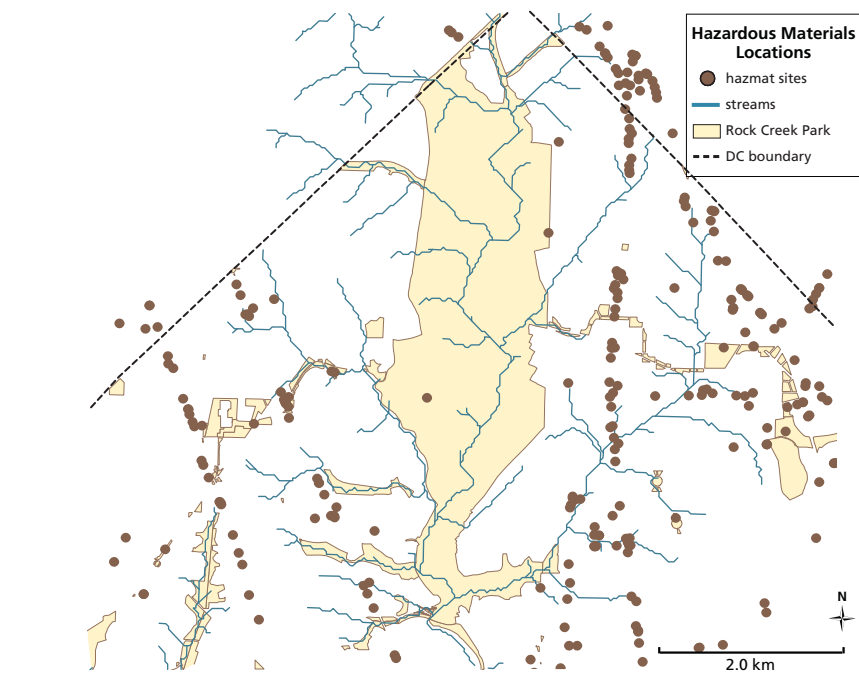 Hazardous Materials
Locations
hazmat sites
streams
Rock Creek Park
DC boundary
N
2.0 km